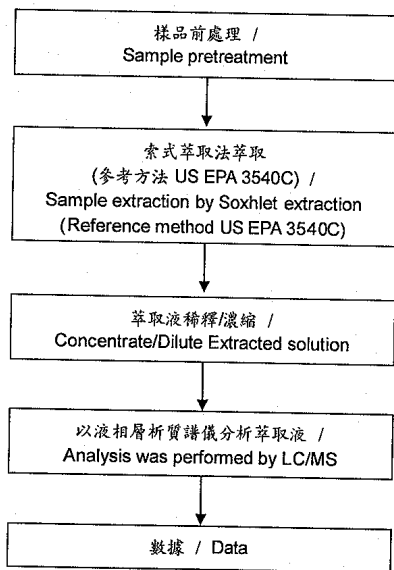 樣品前處理 /
Sample pretreatment
索式萃取法萃取
(參考方法 US EPA 3540C) /
Sample extraction by Soxhlet extraction
(Reference method US EPA 3540C)
萃取液稀釋/濃縮 /
Concentrate/Dilute Extracted solution
以液相層析質譜儀分析萃取液 /
Analysis was performed by LC/MS
數據 / Data